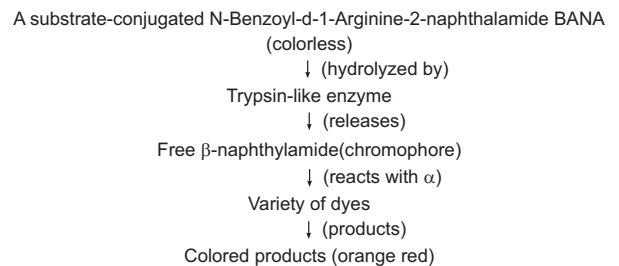 A substrate-conjugated N-Benzoyl-d-1-Arginine-2-naphthalamide BANA
(colorless)
↓ (hydrolyzed by)
Trypsin-like enzyme
↓ (releases)
Free β-naphthylamide(chromophore)
↓ (reacts with α)
Variety of dyes
↓ (products)
Colored products (orange red)